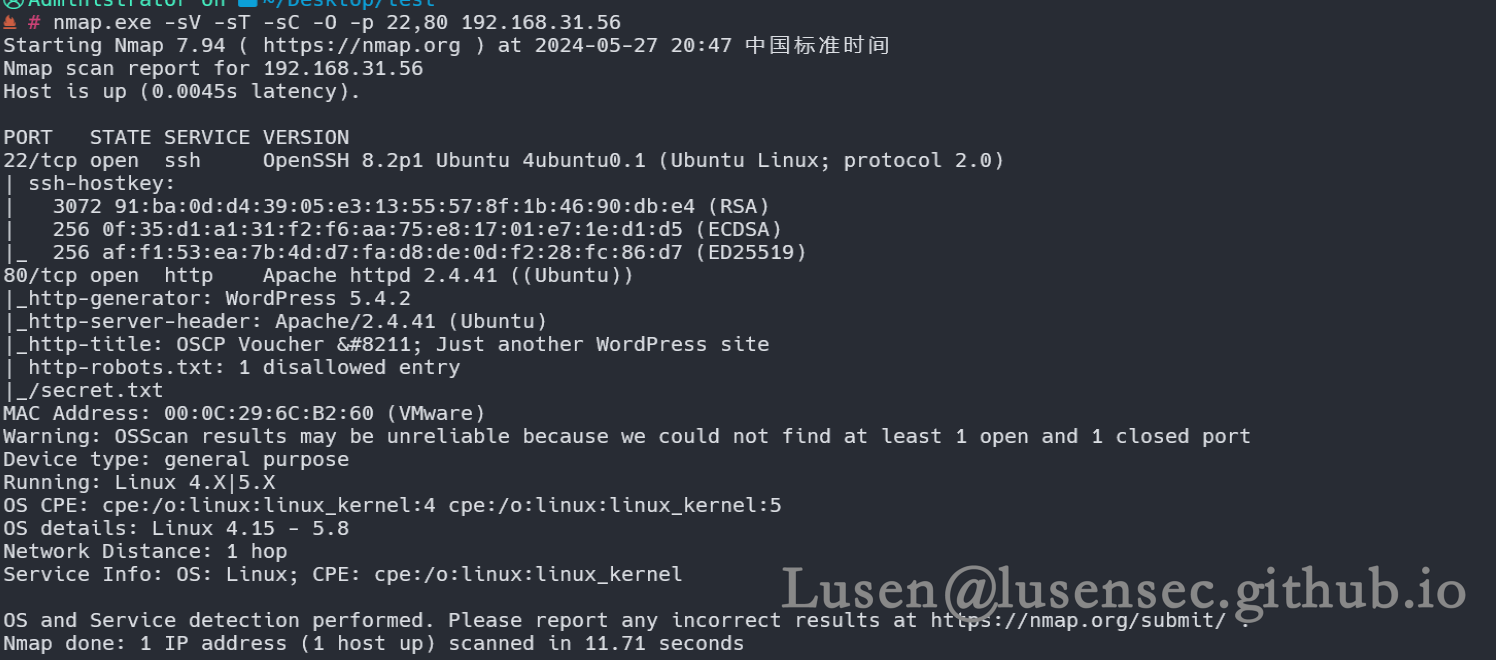 Administrator on ~/Desktop/test
# nmap.exe -sV -sT -sC -O -p 22,80 192.168.31.56
Starting Nmap 7.94 ( https://nmap.org ) at 2024-05-27 20:47 中国标准时间
Nmap scan report for 192.168.31.56
Host is up (0.0045s latency).
PORT   STATE SERVICE VERSION
22/tcp open  ssh     OpenSSH 8.2p1 Ubuntu 4ubuntu0.1 (Ubuntu Linux; protocol 2.0)
| ssh-hostkey:
|   3072 91:ba:0d:d4:39:05:e3:13:55:57:8f:1b:46:90:db:e4 (RSA)
|   256 0f:35:d1:a1:31:f2:f6:aa:75:e8:17:01:e7:1e:d1:d5 (ECDSA)
|_  256 af:f1:53:ea:7b:4d:d7:fa:d8:de:0d:f2:28:fc:86:d7 (ED25519)
80/tcp open  http    Apache httpd 2.4.41 ((Ubuntu))
|_http-generator: WordPress 5.4.2
|_http-server-header: Apache/2.4.41 (Ubuntu)
|_http-title: OSCP Voucher &#8211; Just another WordPress site
| http-robots.txt: 1 disallowed entry
|_/secret.txt
MAC Address: 00:0C:29:6C:B2:60 (VMware)
Warning: OSScan results may be unreliable because we could not find at least 1 open and 1 closed port
Device type: general purpose
Running: Linux 4.X|5.X
OS CPE: cpe:/o:linux:linux_kernel:4 cpe:/o:linux:linux_kernel:5
OS details: Linux 4.15 - 5.8
Network Distance: 1 hop
Service Info: OS: Linux; CPE: cpe:/o:linux:linux_kernel
Lusen@lusensec.github.io
OS and Service detection performed. Please report any incorrect results at https://nmap.org/submit/ .
Nmap done: 1 IP address (1 host up) scanned in 11.71 seconds